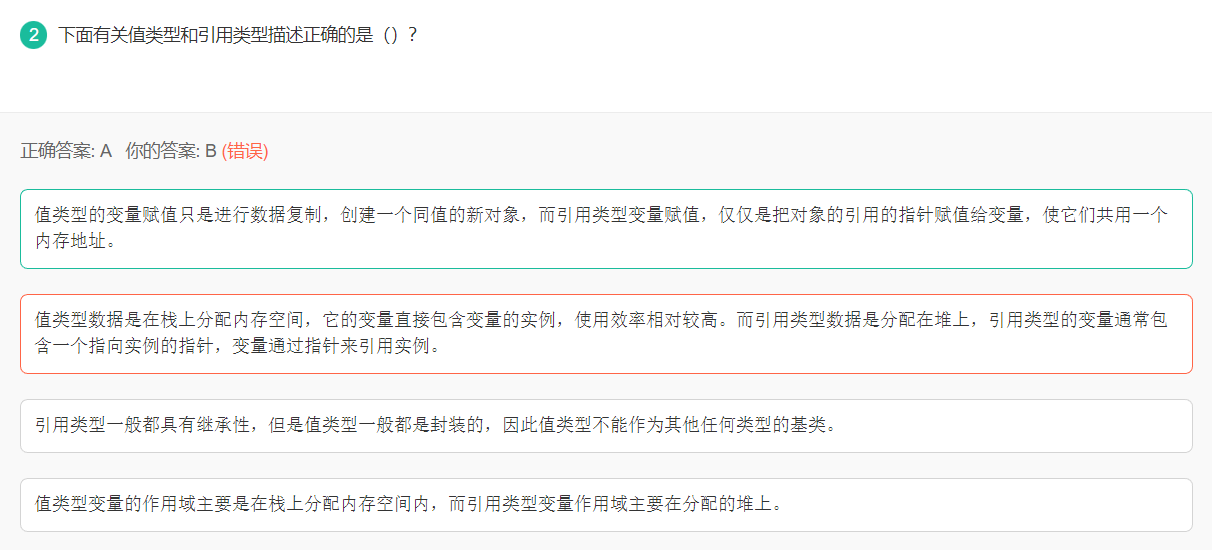 2 下面有关值类型和引用类型描述正确的是（）？
正确答案: A 你的答案: B (错误)
值类型的变量赋值只是进行数据复制，创建一个同值的新对象，而引用类型变量赋值，仅仅是把对象的引用的指针赋值给变量，使它们共用一个
内存地址。
值类型数据是在栈上分配内存空间，它的变量直接包含变量的实例，使用效率相对较高。而引用类型数据是分配在堆上，引用类型的变量通常包
含一个指向实例的指针，变量通过指针来引用实例。
引用类型一般都具有继承性，但是值类型一般都是封装的，因此值类型不能作为其他任何类型的基类。
值类型变量的作用域主要是在栈上分配内存空间内，而引用类型变量作用域主要在分配的堆上。